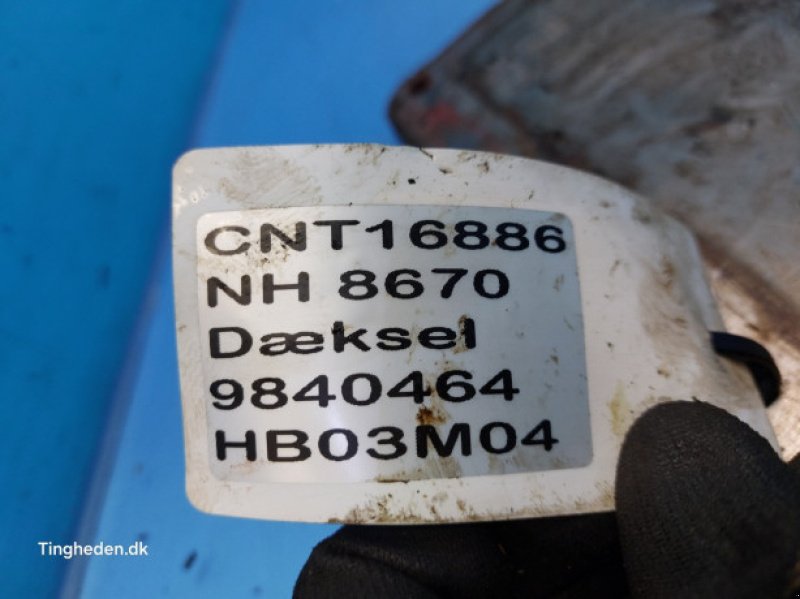 CNT16886
NH 8670
Dæksel
9840464
HB03M04
Tingheden.dk